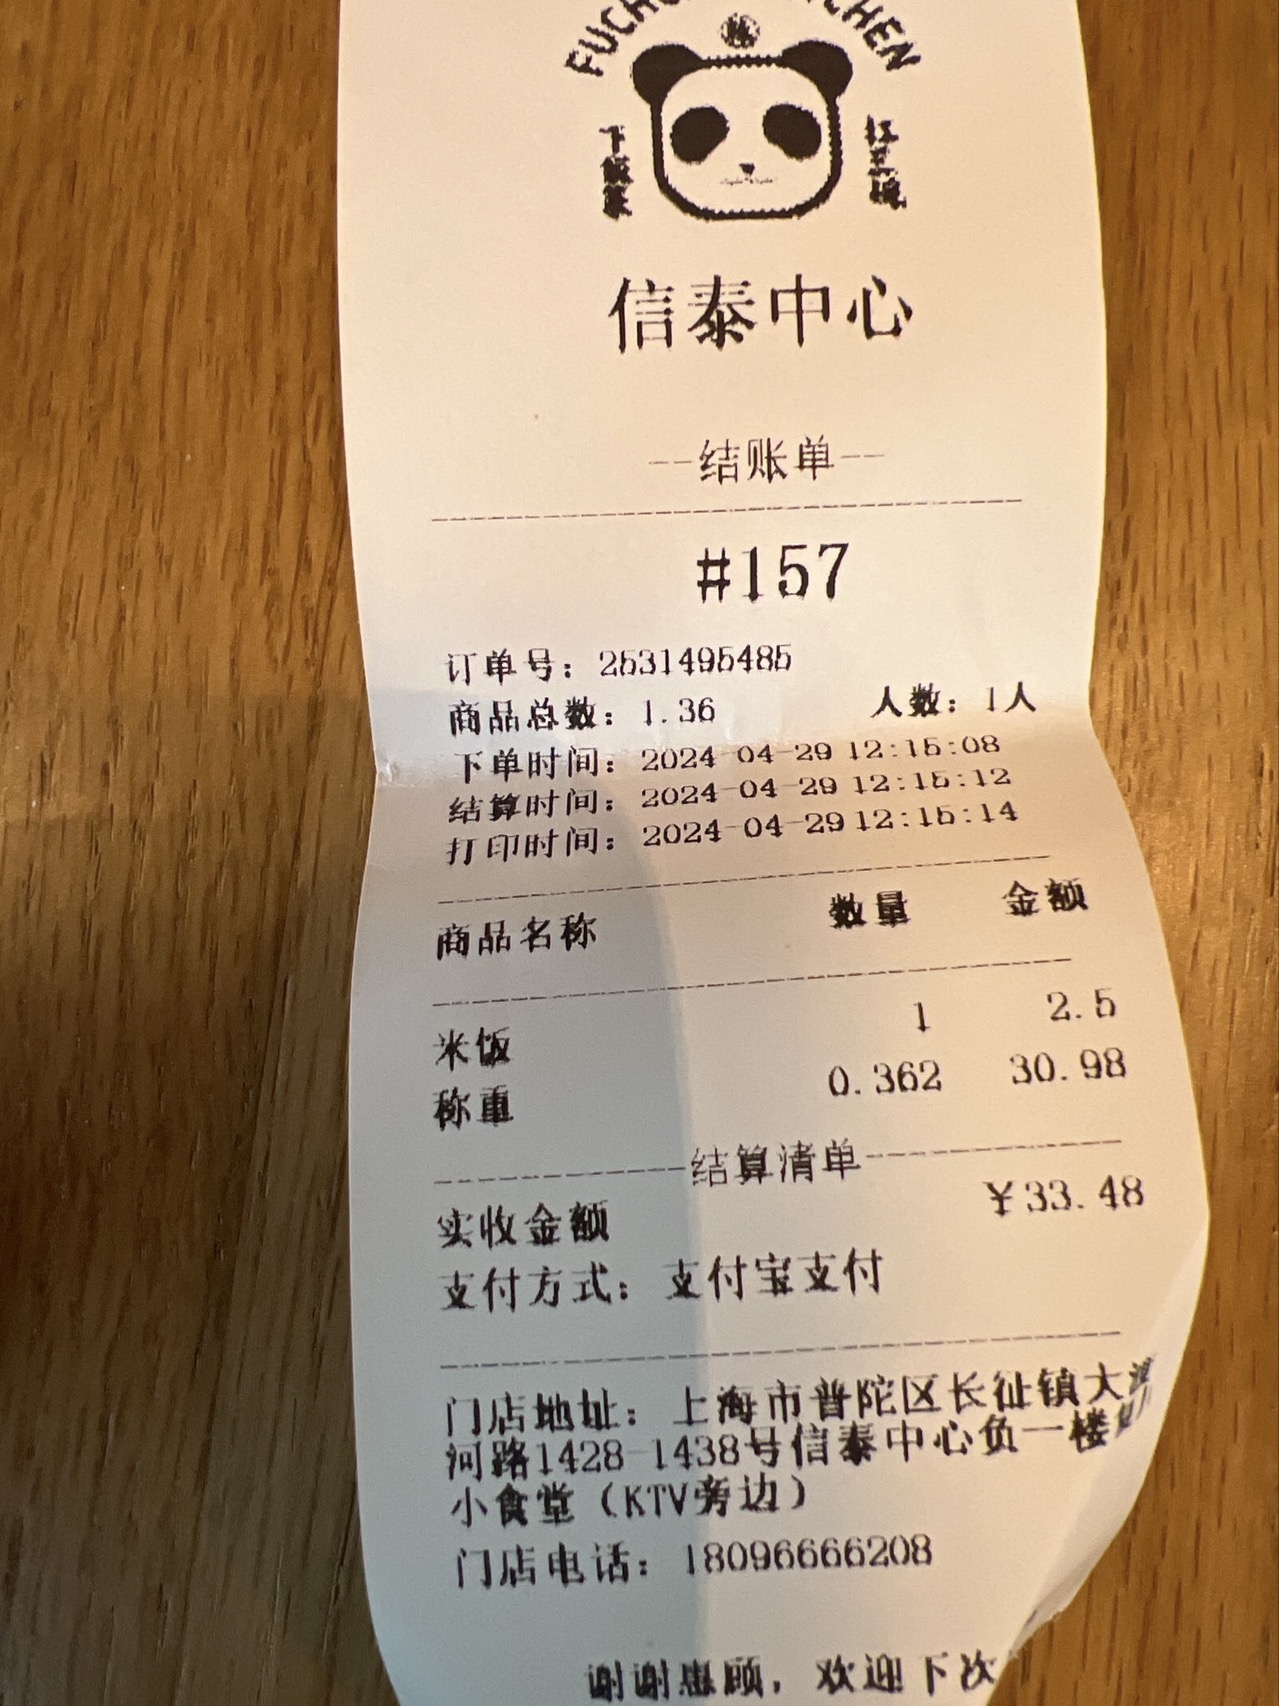 下飯菜
信泰中心
--结账单--
#157
订单号：2531495485
商品总数：1.36 人数：1人
下单时间：2024-04-29 12:15:08
结算时间：2024-04-29 12:15:12
打印时间：2024-04-29 12:15:14
商品名称 数量 金额
米饭 1 2.5
称重 0.362 30.98
结算清单
实收金额 ￥33.48
支付方式：支付宝支付
门店地址：上海市普陀区长征镇大渡
河路1428-1438号信泰中心负一楼
小食堂（KTV旁边）
门店电话：18096666208
谢谢惠顾，欢迎下次